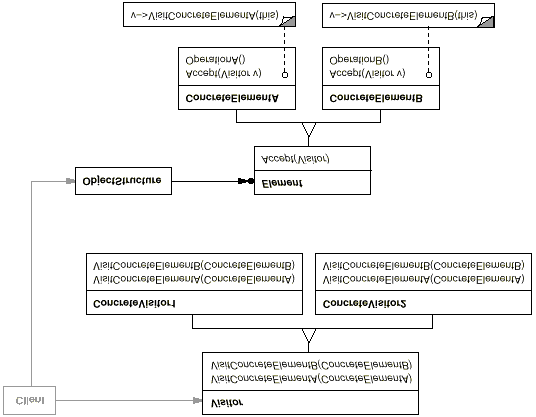 Client
Visitor
VisitConcreteElementA(ConcreteElementA)
VisitConcreteElementB(ConcreteElementB)
ConcreteVisitor1
VisitConcreteElementA(ConcreteElementA)
VisitConcreteElementB(ConcreteElementB)
ConcreteVisitor2
VisitConcreteElementA(ConcreteElementA)
VisitConcreteElementB(ConcreteElementB)
ObjectStructure
Element
Accept(Visitor)
ConcreteElementA
Accept(Visitor v)
OperationA()
ConcreteElementB
Accept(Visitor v)
OperationB()
v->VisitConcreteElementA(this)
v->VisitConcreteElementB(this)